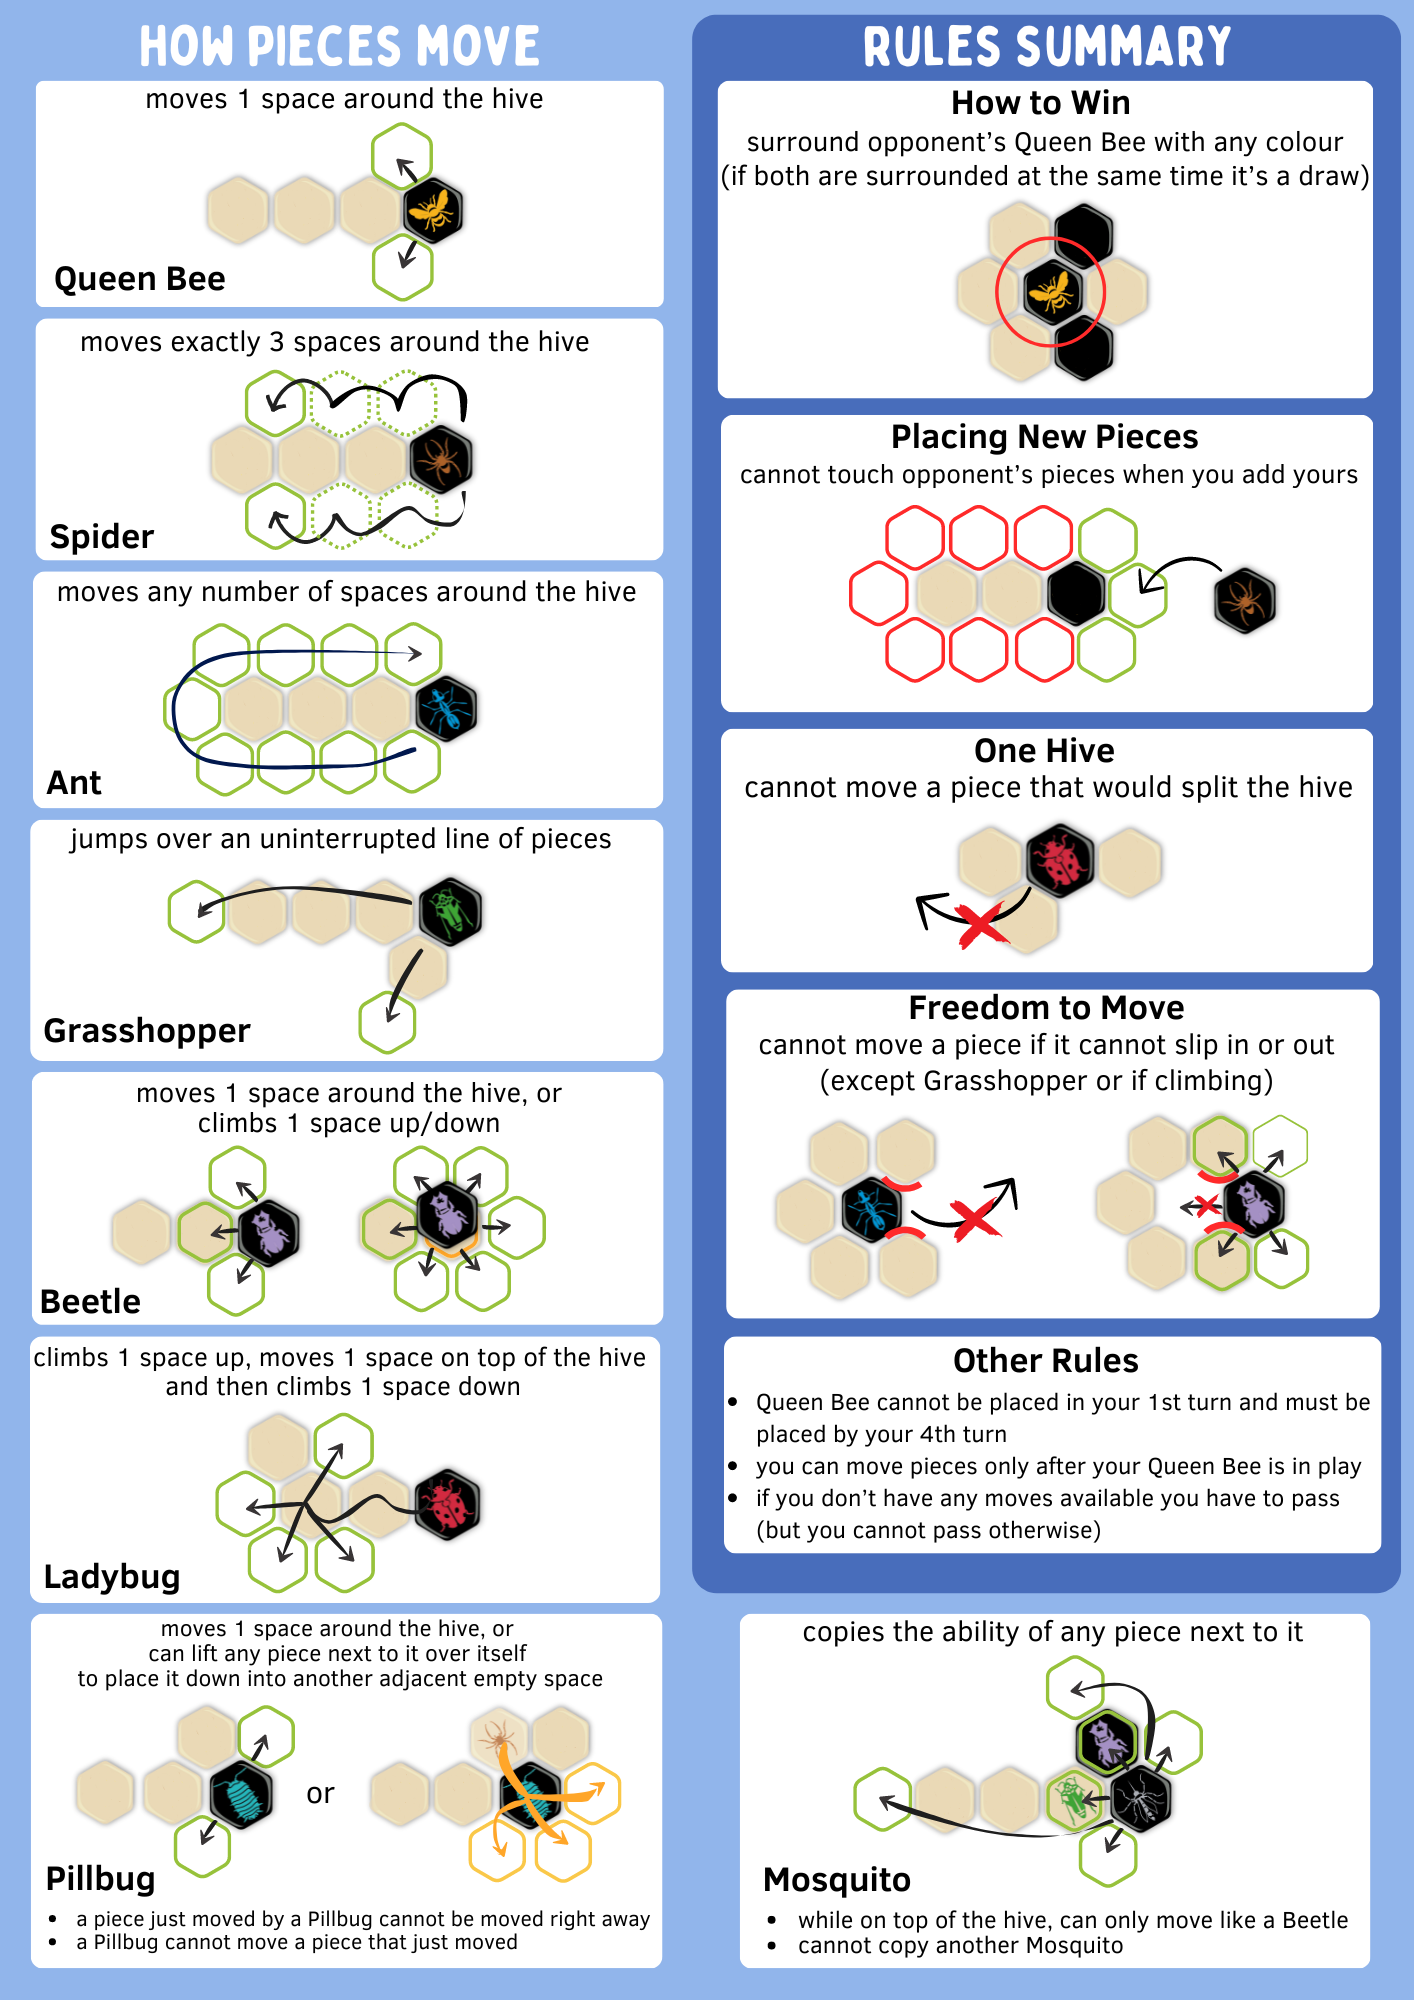 HOW PIECES MOVE
moves 1 space around the hive
Queen Bee
moves exactly 3 spaces around the hive
Spider
moves any number of spaces around the hive
Ant
jumps over an uninterrupted line of pieces
Grasshopper
moves 1 space around the hive, or
climbs 1 space up/down
Beetle
climbs 1 space up, moves 1 space on top of the hive
and then climbs 1 space down
Ladybug
moves 1 space around the hive, or
can lift any piece next to it over itself
to place it down into another adjacent empty space
or
Pillbug
• a piece just moved by a Pillbug cannot be moved right away
• a Pillbug cannot move a piece that just moved
RULES SUMMARY
How to Win
surround opponent's Queen Bee with any colour
(if both are surrounded at the same time it's a draw)
Placing New Pieces
cannot touch opponent's pieces when you add yours
One Hive
cannot move a piece that would split the hive
Freedom to Move
cannot move a piece if it cannot slip in or out
(except Grasshopper or if climbing)
Other Rules
• Queen Bee cannot be placed in your 1st turn and must be
placed by your 4th turn
• you can move pieces only after your Queen Bee is in play
• if you don't have any moves available you have to pass
(but you cannot pass otherwise)
copies the ability of any piece next to it
Mosquito
• while on top of the hive, can only move like a Beetle
• cannot copy another Mosquito